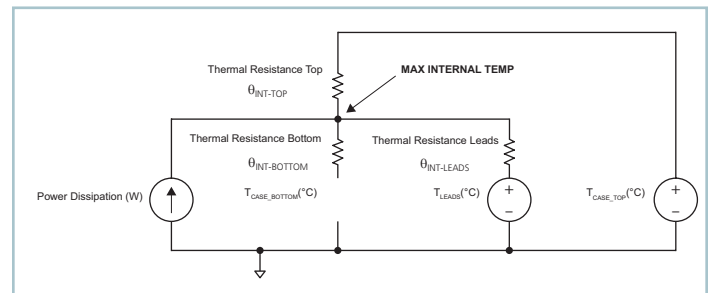 Thermal Resistance Top
θINT-TOP
MAX INTERNAL TEMP
Thermal Resistance Bottom
θINT-BOTTOM
Thermal Resistance Leads
θINT-LEADS
Power Dissipation (W)
TCASE_BOTTOM(°C)
TLEADS(°C)
+
–
TCASE_TOP(°C)
+
–